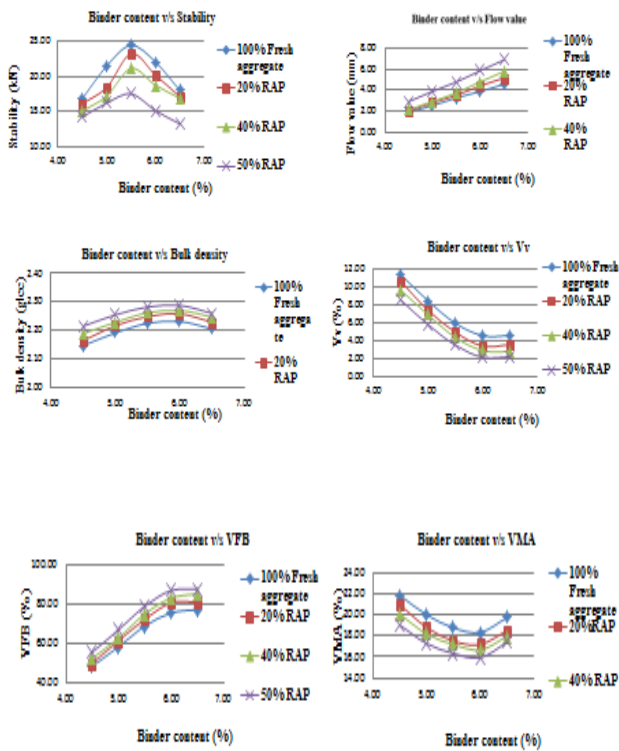 Binder content v/s Stability
25.00
20.00
15.00
10.00
4.00 5.00 6.00 7.00
Stability (kN)
Binder content (%)
100% Fresh
aggregate
20% RAP
40% RAP
50% RAP
Binder content v/s Flow value
8.00
6.00
4.00
2.00
0.00
4.00 5.00 6.00 7.00
Flow value (mm)
Binder content (%)
100%
Fresh
aggregate
20%
RAP
40%
RAP
Binder content v/s Bulk density
2.40
2.30
2.20
2.10
2.00
4.00 5.00 6.00 7.00
Bulk density (g/cc)
Binder content (%)
100%
Fresh
aggrega
te
20%
RAP
Binder content v/s Vv
12.00
10.00
8.00
6.00
4.00
2.00
0.00
4.00 5.00 6.00 7.00
Vv (%)
Binder content (%)
100% Fresh
aggregate
20% RAP
40% RAP
50% RAP
Binder content v/s VFB
100.00
80.00
60.00
40.00
4.00 5.00 6.00 7.00
VFB (%)
Binder content (%)
100% Fresh
aggregate
20% RAP
40% RAP
50% RAP
Binder content v/s VMA
24.00
22.00
20.00
18.00
16.00
14.00
4.00 5.00 6.00 7.00
VMA (%)
Binder content (%)
100%
Fresh
aggregate
20%RAP
40% RAP